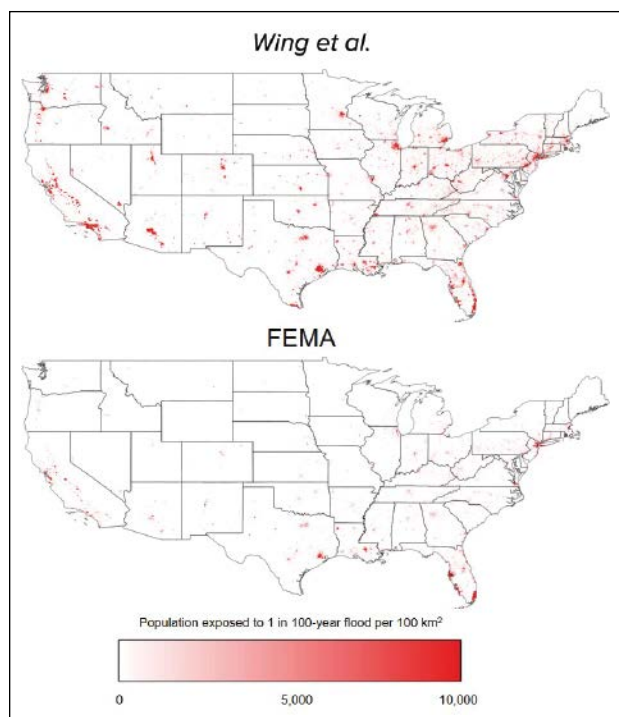 Wing et al.
FEMA
Population exposed to 1 in 100-year flood per 100 km²
0 5,000 10,000